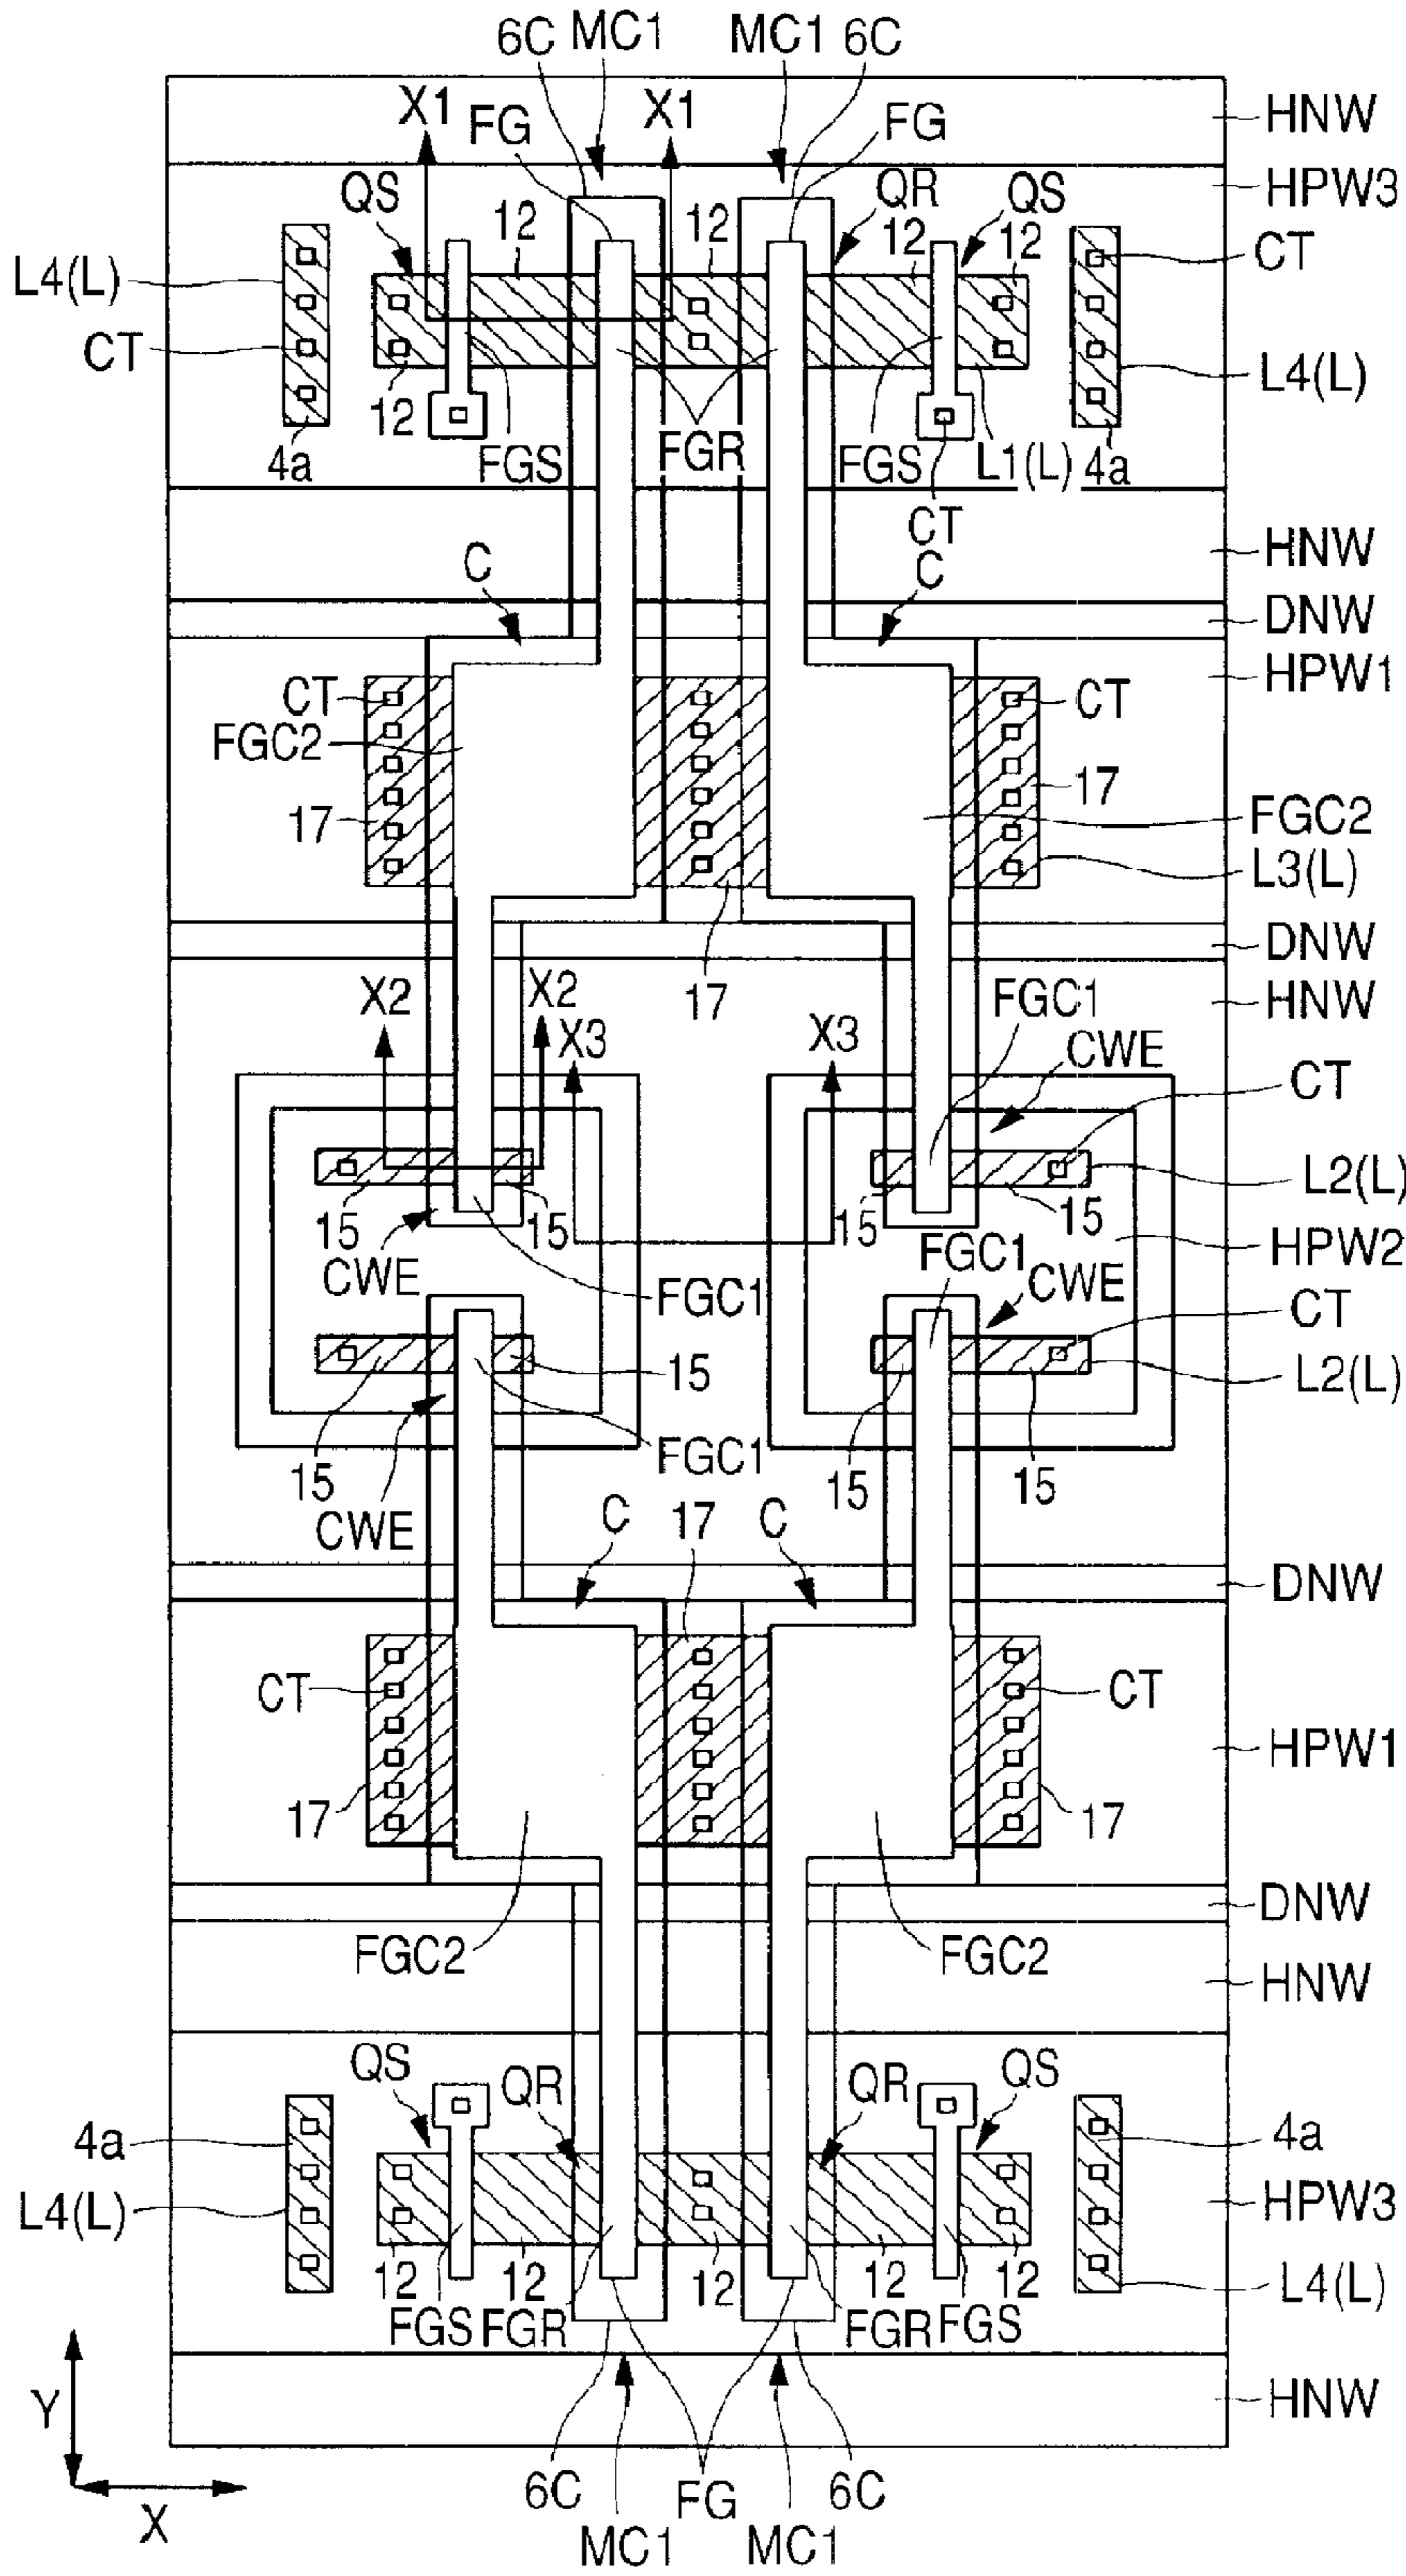 6C MC1 MC1 6C
X1 FG X1 FG HNW
QS QR QS HPW3
12 12 12 12 CT
L4(L) L4(L)
CT
12
4a FGS FGR FGS L1(L) 4a
CT
C C HNW
DNW
HPW1
CT CT
FGC2
17 17
FGC2
L3(L)
DNW
17 HNW
X2 X2 FGC1
X3 X3 CWE
CT
15 15 15 15 L2(L)
CWE FGC1 HPW2
FGC1 CWE
CT
15 L2(L)
15 FGC1 15 15
CWE C 17 C
DNW
CT CT
HPW1
17 17
DNW
FGC2 FGC2
HNW
QS QR QR QS
4a 4a
L4(L) HPW3
12 12 12 12 12 L4(L)
FGS FGR FGR FGS
Y HNW
6C FG 6C
X MC1 MC1